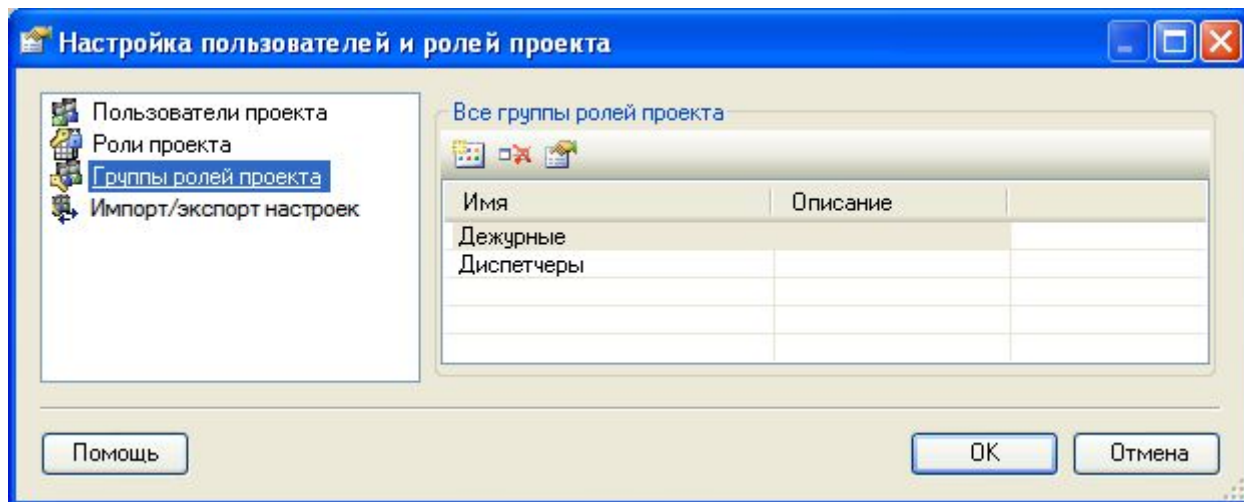 Настройка пользователей и ролей проекта
Пользователи проекта
Роли проекта
Группы ролей проекта
Импорт/экспорт настроек
Все группы ролей проекта
Имя Описание
Дежурные
Диспетчеры
Помощь OK Отмена